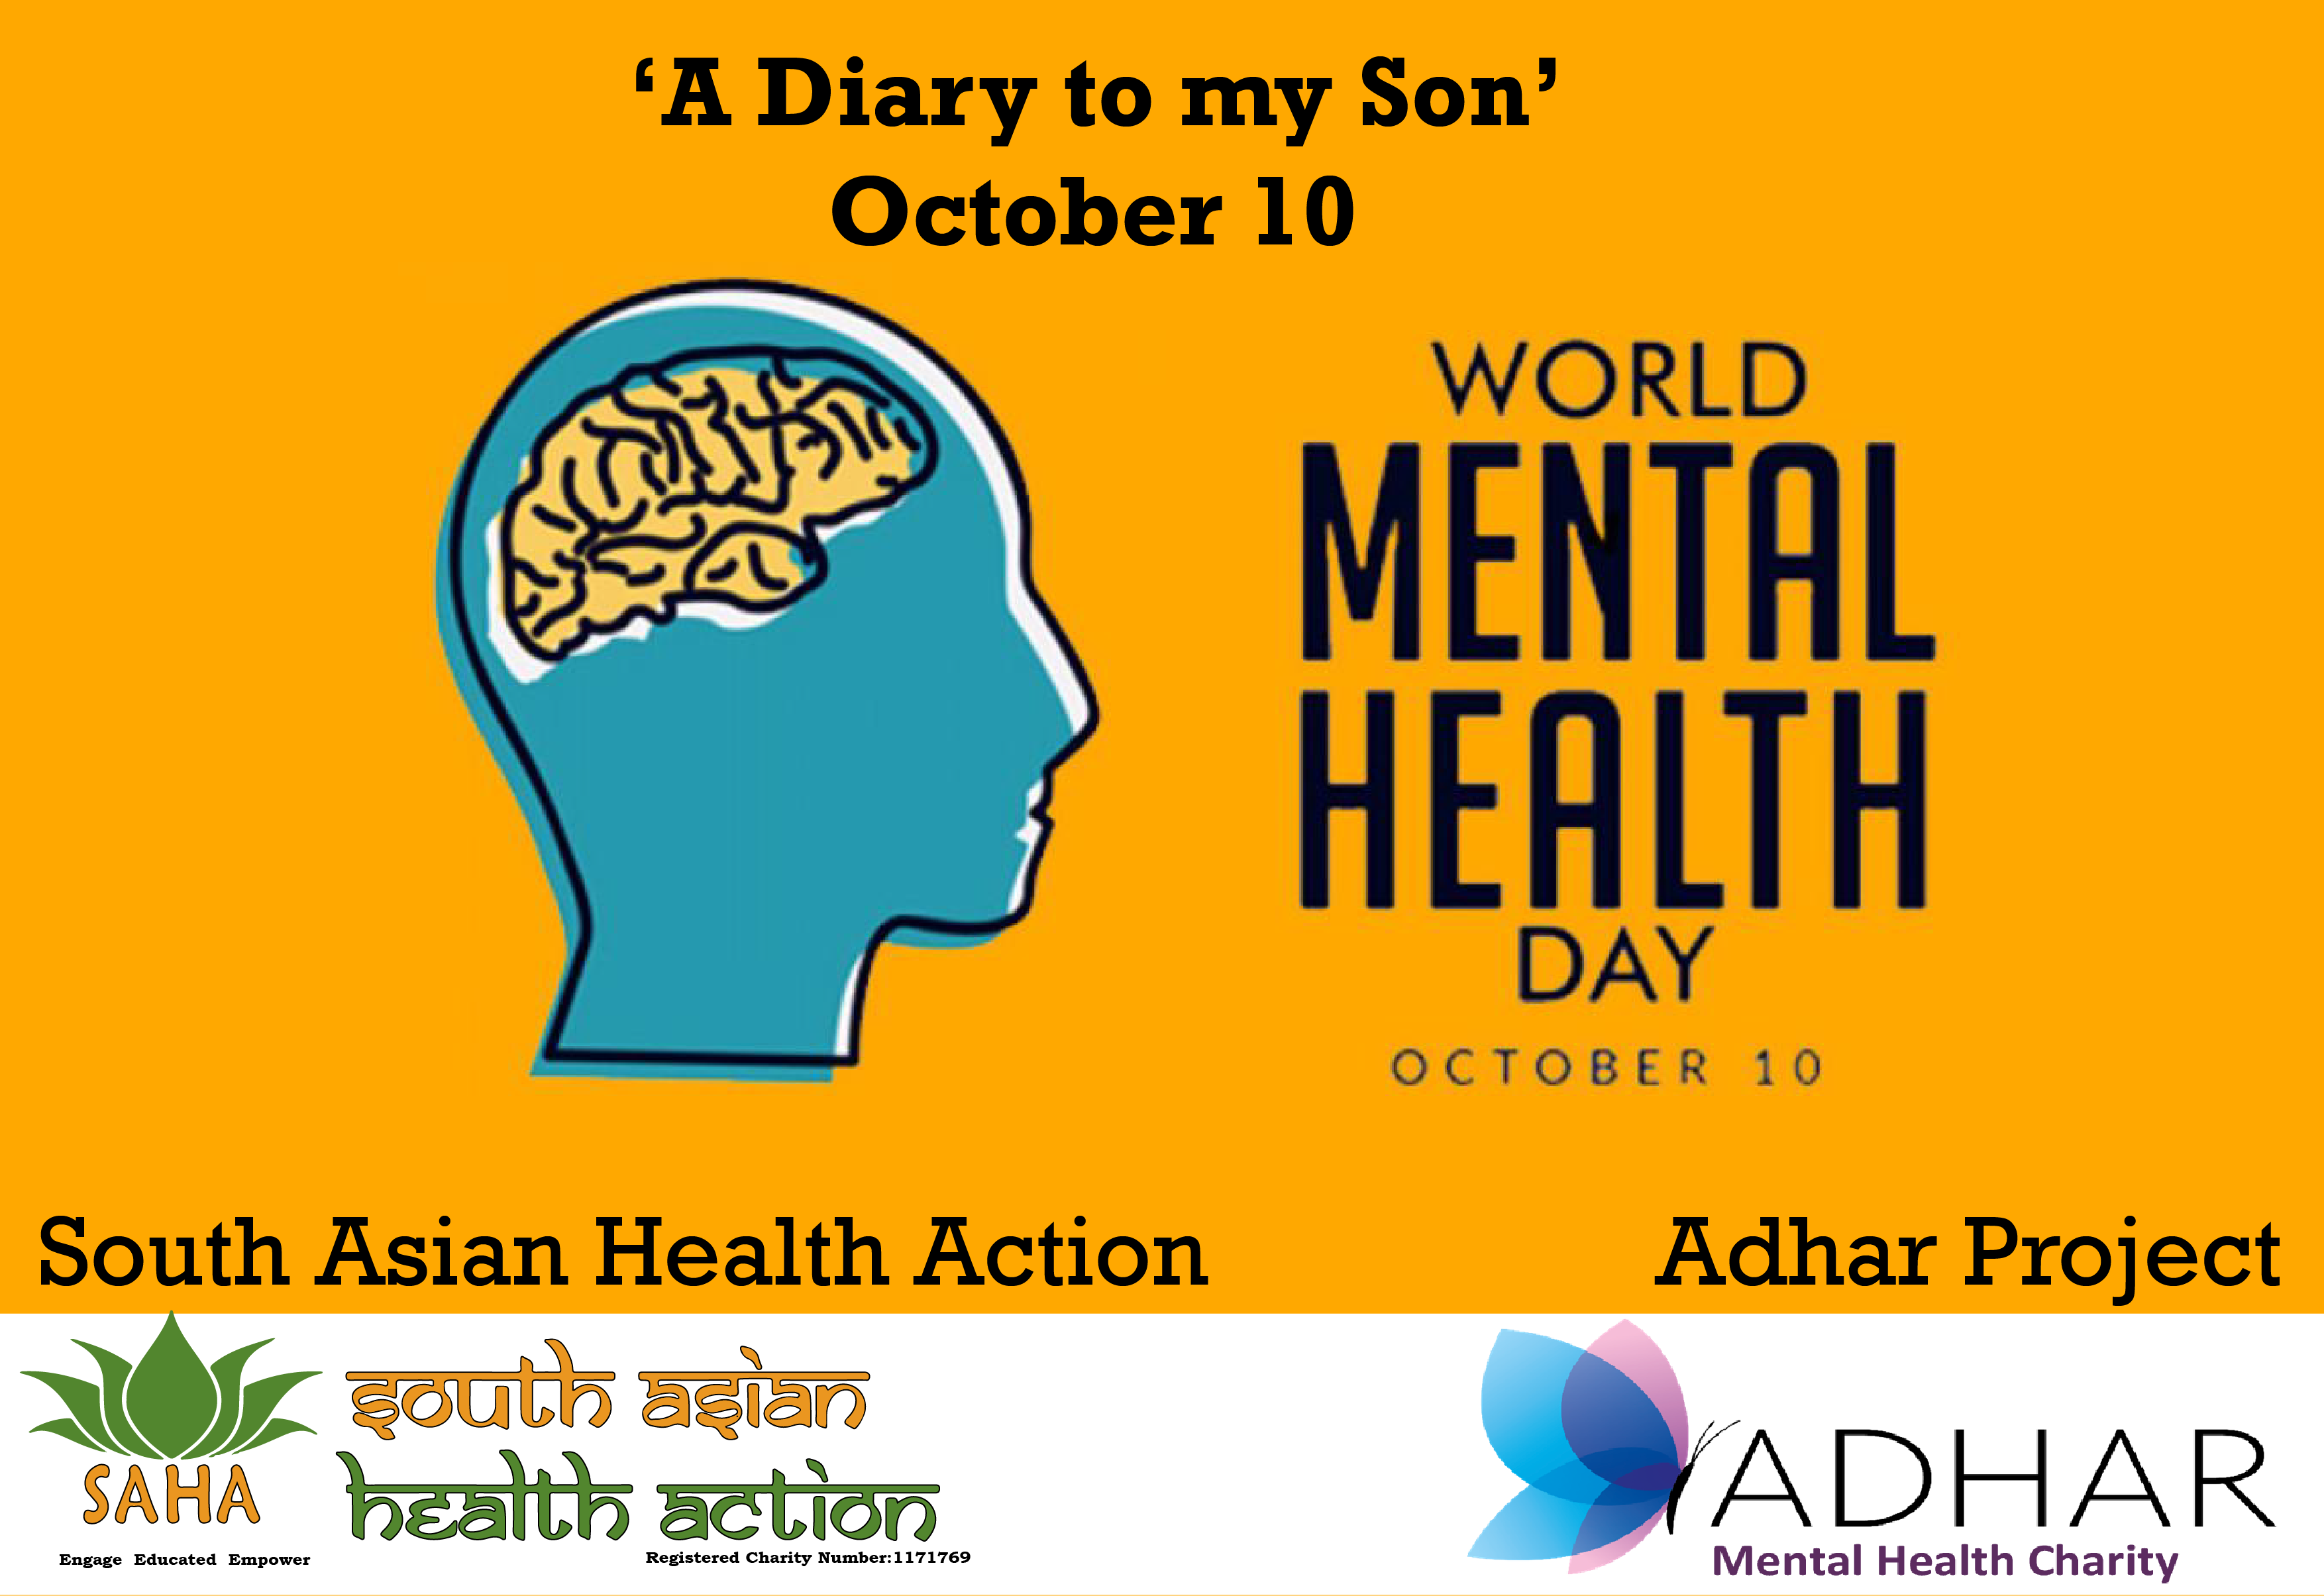 ‘A Diary to my Son’
October 10
WORLD
MENTAL
HEALTH
DAY
OCTOBER 10
South Asian Health Action
Adhar Project
SAHA
Engage Educated Empower
south asian
health action
Registered Charity Number:1171769
ADHAR
Mental Health Charity